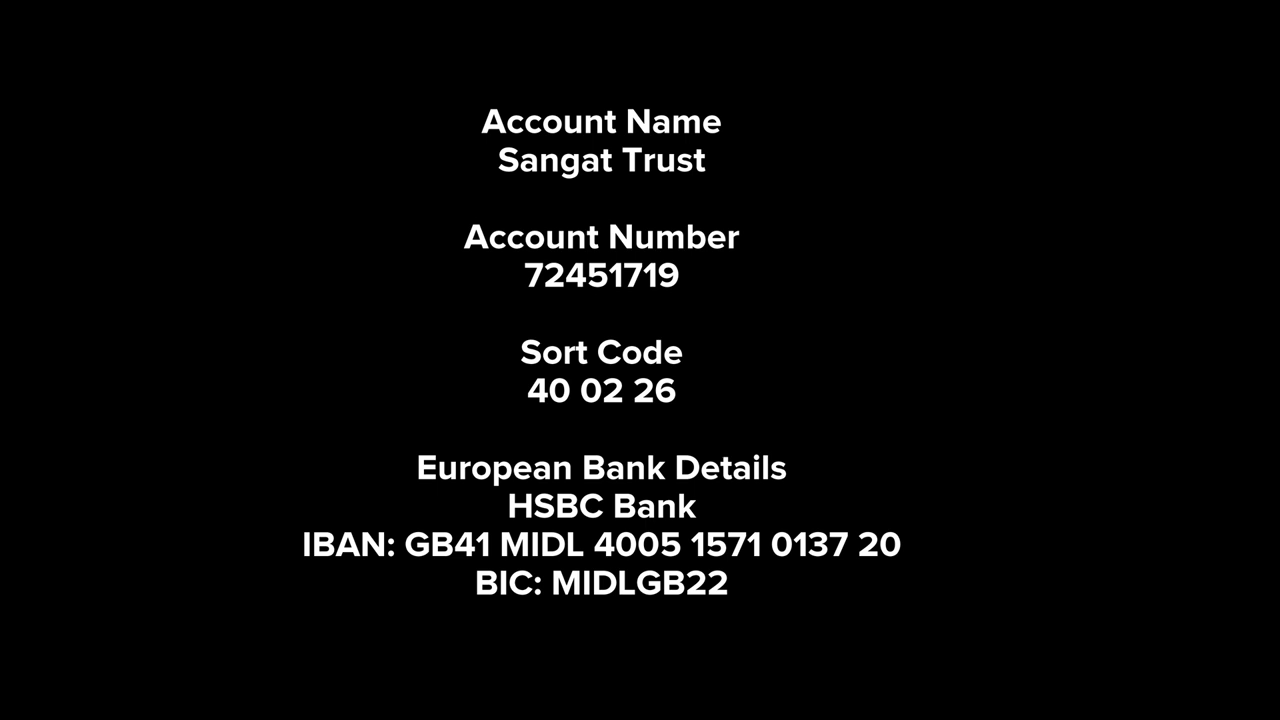 Account Name
Sangat Trust
Account Number
72451719
Sort Code
40 02 26
European Bank Details
HSBC Bank
IBAN: GB41 MIDL 4005 1571 0137 20
BIC: MIDLGB22